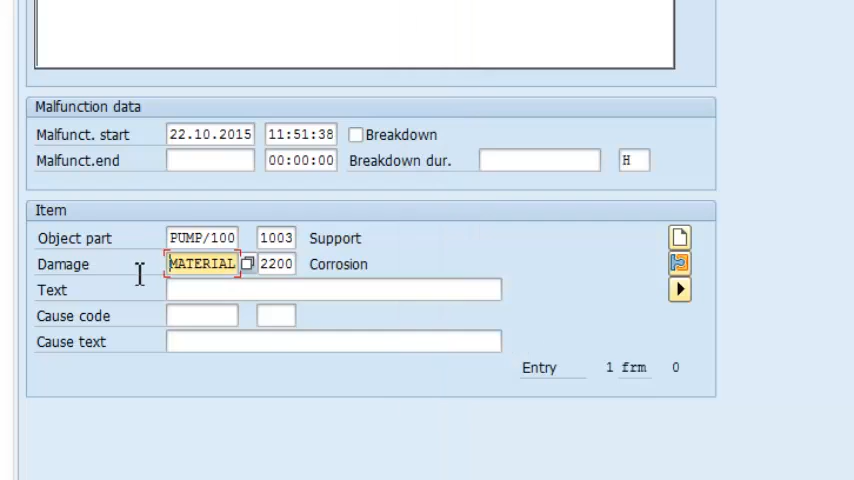 Malfunction data
Malfunct. start 22.10.2015 11:51:38 Breakdown
Malfunct.end 00:00:00 Breakdown dur. H
Item
Object part PUMP/100 1003 Support
Damage MATERIAL 2200 Corrosion
Text
Cause code
Cause text
Entry 1 frm 0